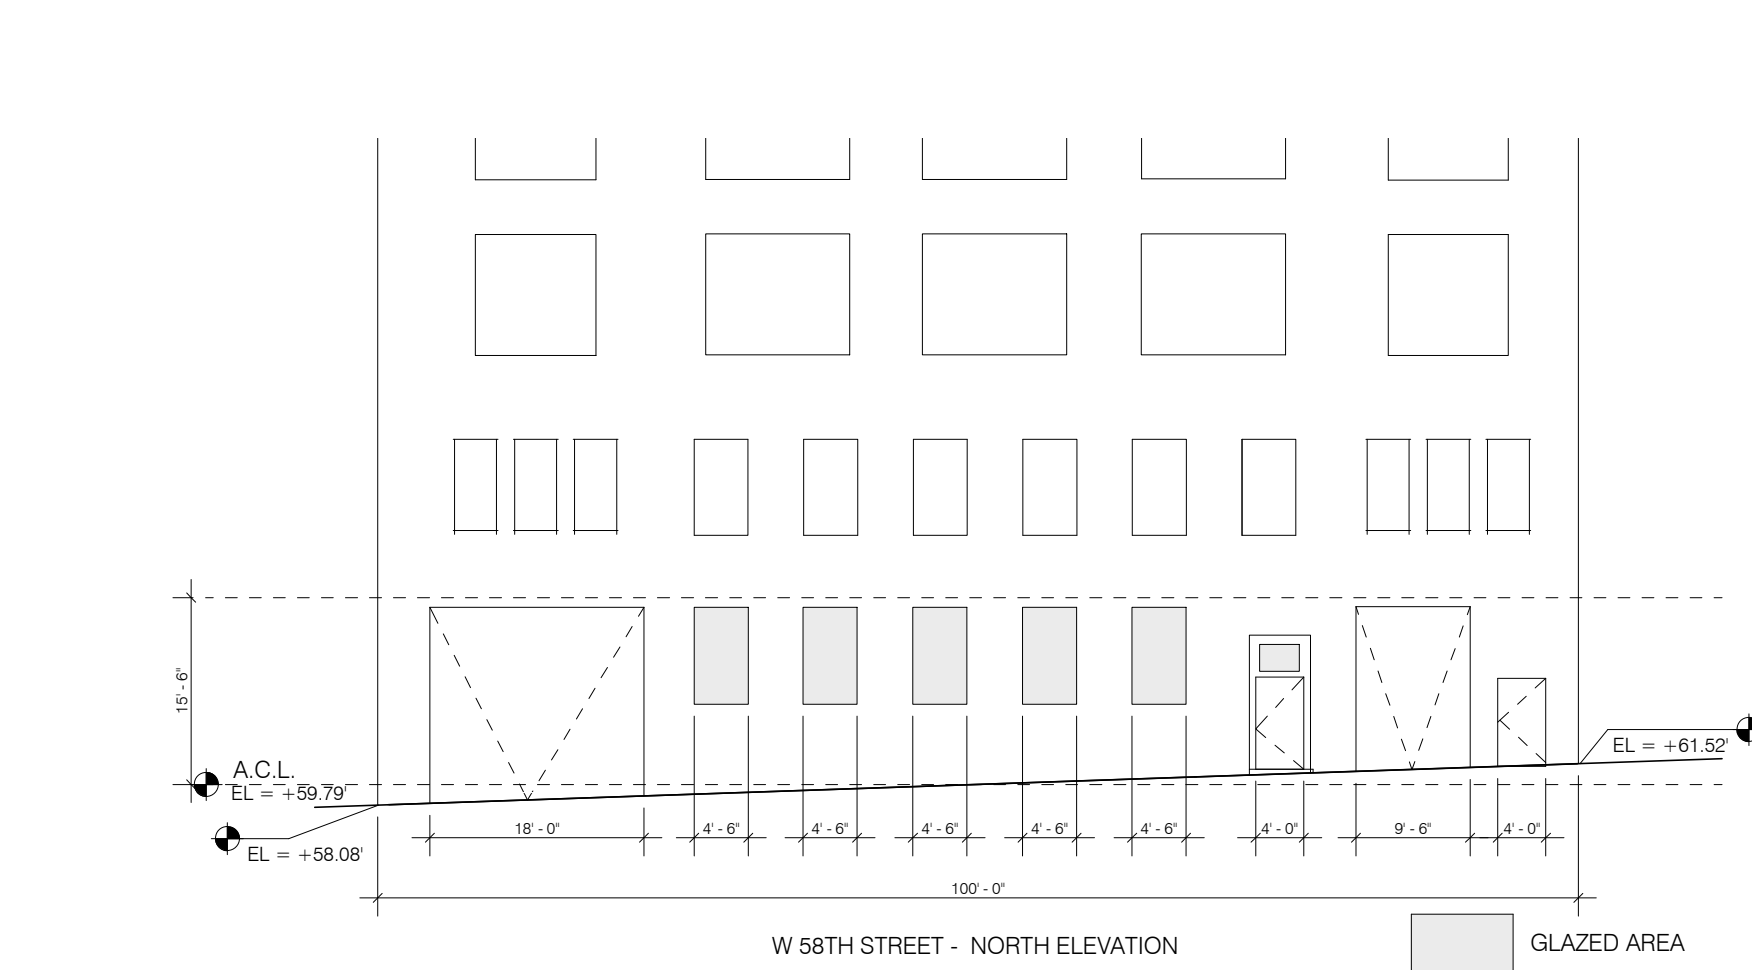 15' - 6"
A.C.L.
EL = +59.79'
EL = +58.08'
EL = +61.52'
18' - 0"
4' - 6"
4' - 6"
4' - 6"
4' - 6"
4' - 6"
4' - 0"
9' - 6"
4' - 0"
100' - 0"
W 58TH STREET - NORTH ELEVATION
GLAZED AREA